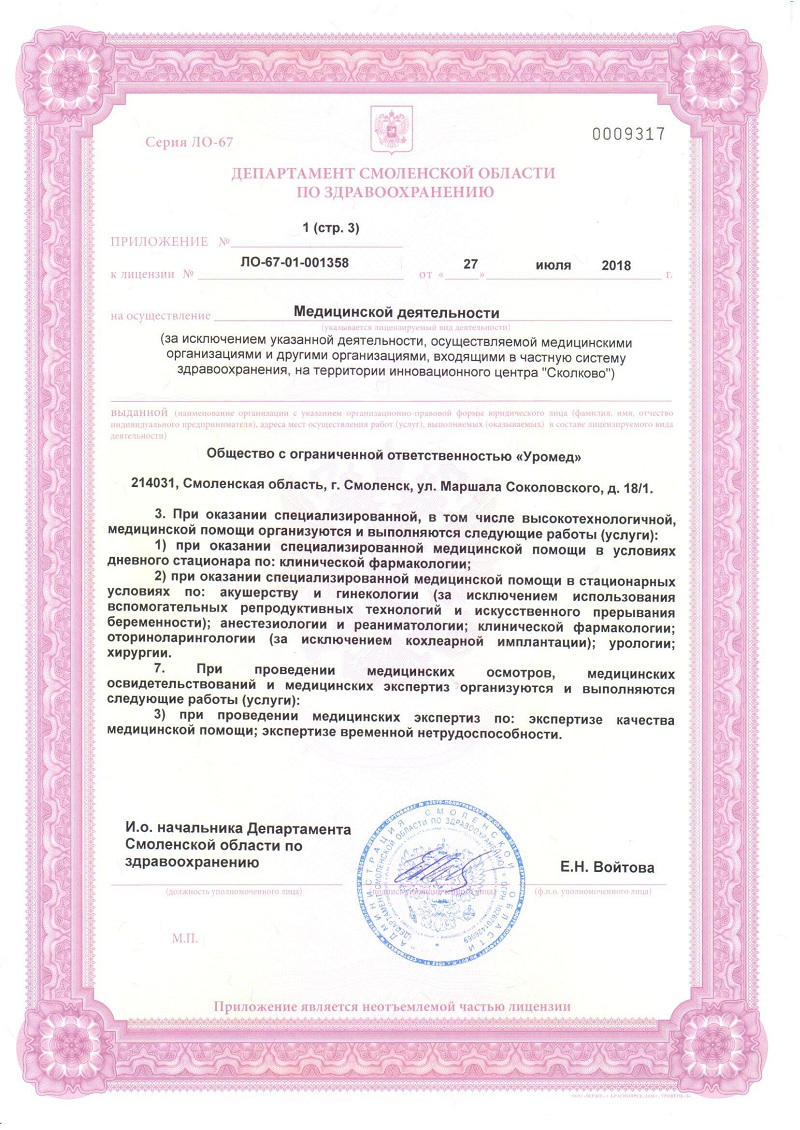 Серия ЛО-67
0009317
ДЕПАРТАМЕНТ СМОЛЕНСКОЙ ОБЛАСТИ
ПО ЗДРАВООХРАНЕНИЮ
1 (стр. 3)
ПРИЛОЖЕНИЕ №
к лицензии № ЛО-67-01-001358 от « 27 » июля 2018 г.
на осуществление Медицинской деятельности
(указывается лицензируемый вид деятельности)
(за исключением указанной деятельности, осуществляемой медицинскими
организациями и другими организациями, входящими в частную систему
здравоохранения, на территории инновационного центра "Сколково")
выданной (наименование организации с указанием организационно-правовой формы юридического лица (фамилия, имя, отчество
индивидуального предпринимателя), адреса мест осуществления работ (услуг), выполняемых (оказываемых) в составе лицензируемого вида
деятельности)
Общество с ограниченной ответственностью «Уромед»
214031, Смоленская область, г. Смоленск, ул. Маршала Соколовского, д. 18/1.
3. При оказании специализированной, в том числе высокотехнологичной,
медицинской помощи организуются и выполняются следующие работы (услуги):
1) при оказании специализированной медицинской помощи в условиях
дневного стационара по: клинической фармакологии;
2) при оказании специализированной медицинской помощи в стационарных
условиях по: акушерству и гинекологии (за исключением использования
вспомогательных репродуктивных технологий и искусственного прерывания
беременности); анестезиологии и реаниматологии; клинической фармакологии;
оториноларингологии (за исключением кохлеарной имплантации); урологии;
хирургии.
7. При проведении медицинских осмотров, медицинских
освидетельствований и медицинских экспертиз организуются и выполняются
следующие работы (услуги):
3) при проведении медицинских экспертиз по: экспертизе качества
медицинской помощи; экспертизе временной нетрудоспособности.
И.о. начальника Департамента
Смоленской области по
здравоохранению
Е.Н. Войтова
(должность уполномоченного лица)
(подпись уполномоченного лица)
(ф.и.о. уполномоченного лица)
АДМИНИСТРАЦИЯ СМОЛЕНСКОЙ ОБЛАСТИ
ДЕПАРТАМЕНТ СМОЛЕНСКОЙ ОБЛАСТИ ПО ЗДРАВООХРАНЕНИЮ
М.П.
Приложение является неотъемлемой частью лицензии